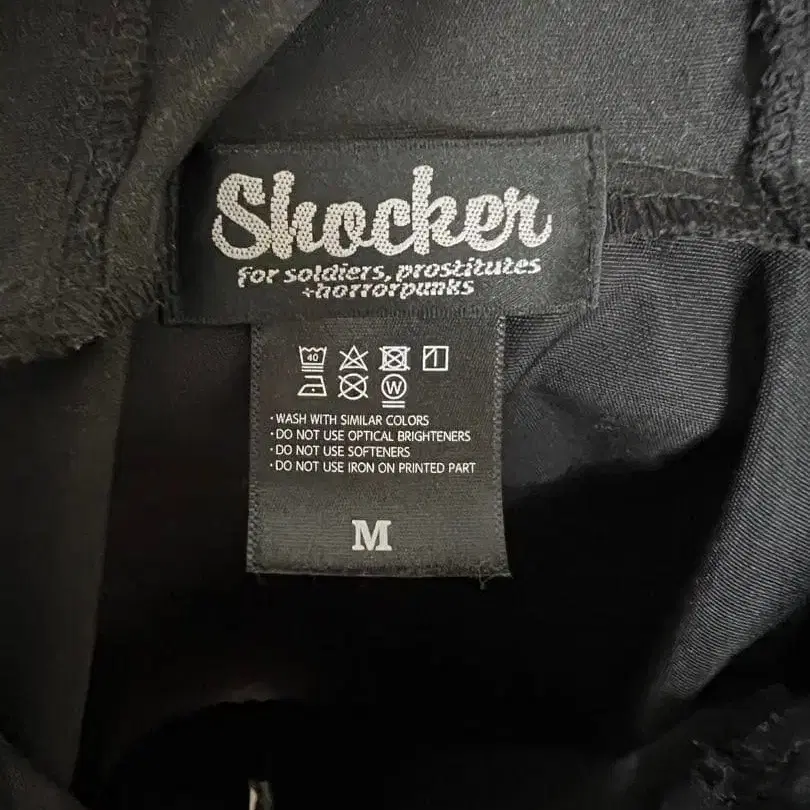 Shocker
for soldiers, prostitutes
+horrorpunks
40
W
· WASH WITH SIMILAR COLORS
· DO NOT USE OPTICAL BRIGHTENERS
· DO NOT USE SOFTENERS
· DO NOT USE IRON ON PRINTED PART
M